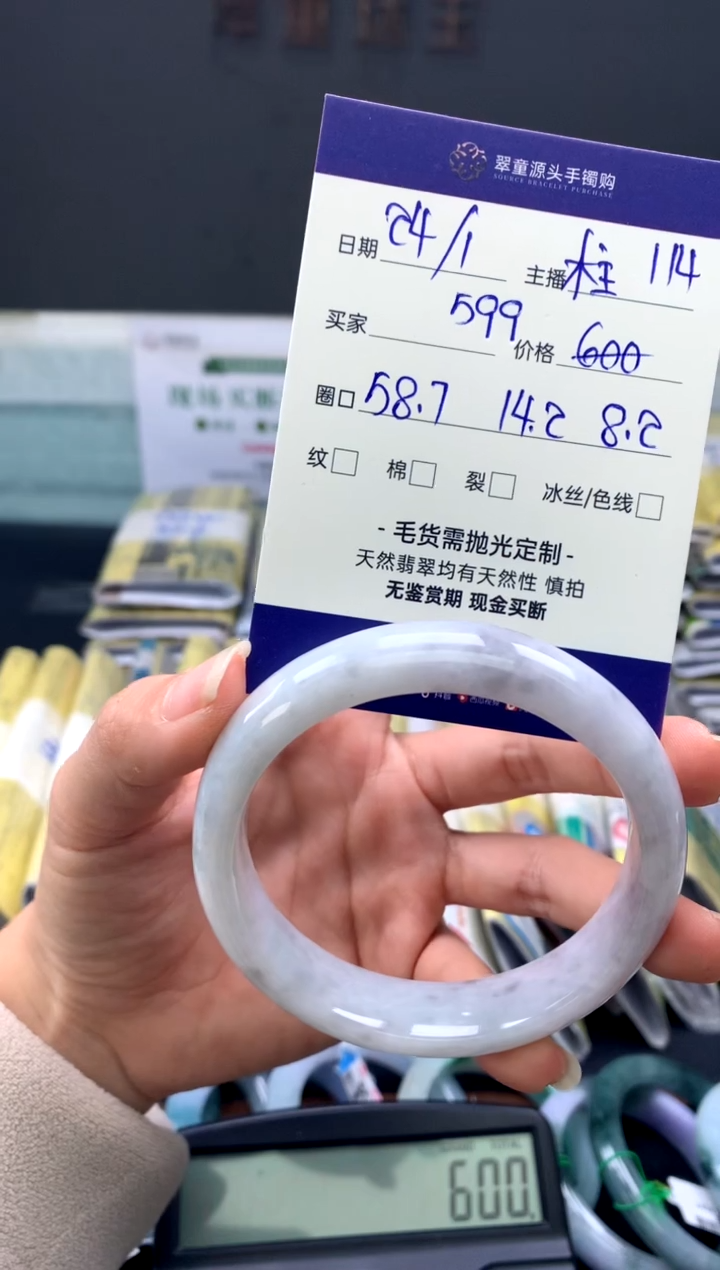 翠童源头手镯购
SOURCE BRACELET PURCHASE
日期 24/1 主播 柱 114
买家 599 价格 600
圈口 58.7 14.2 8.2
纹 棉 裂 冰丝/色线
- 毛货需抛光定制 -
天然翡翠均有天然性 慎拍
无鉴赏期 现金买断
TOTAL
600.